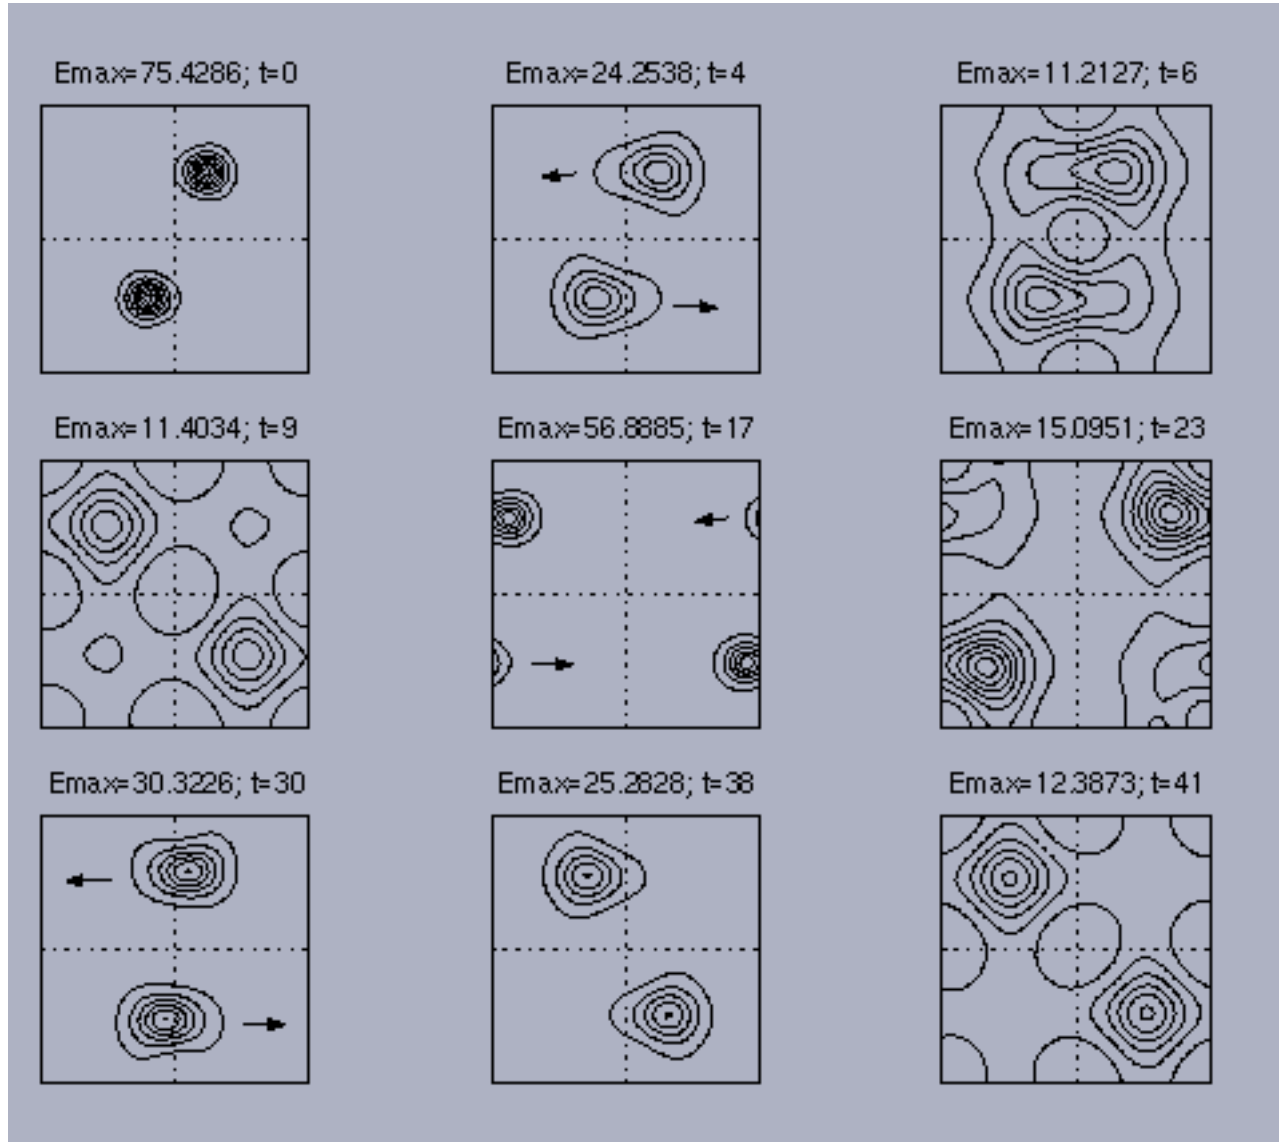 Emax=75.4286; t=0
Emax=24.2538; t=4
Emax=11.2127; t=6
Emax=11.4034; t=9
Emax=56.8885; t=17
Emax=15.0951; t=23
Emax=30.3226; t=30
Emax=25.2828; t=38
Emax=12.3873; t=41